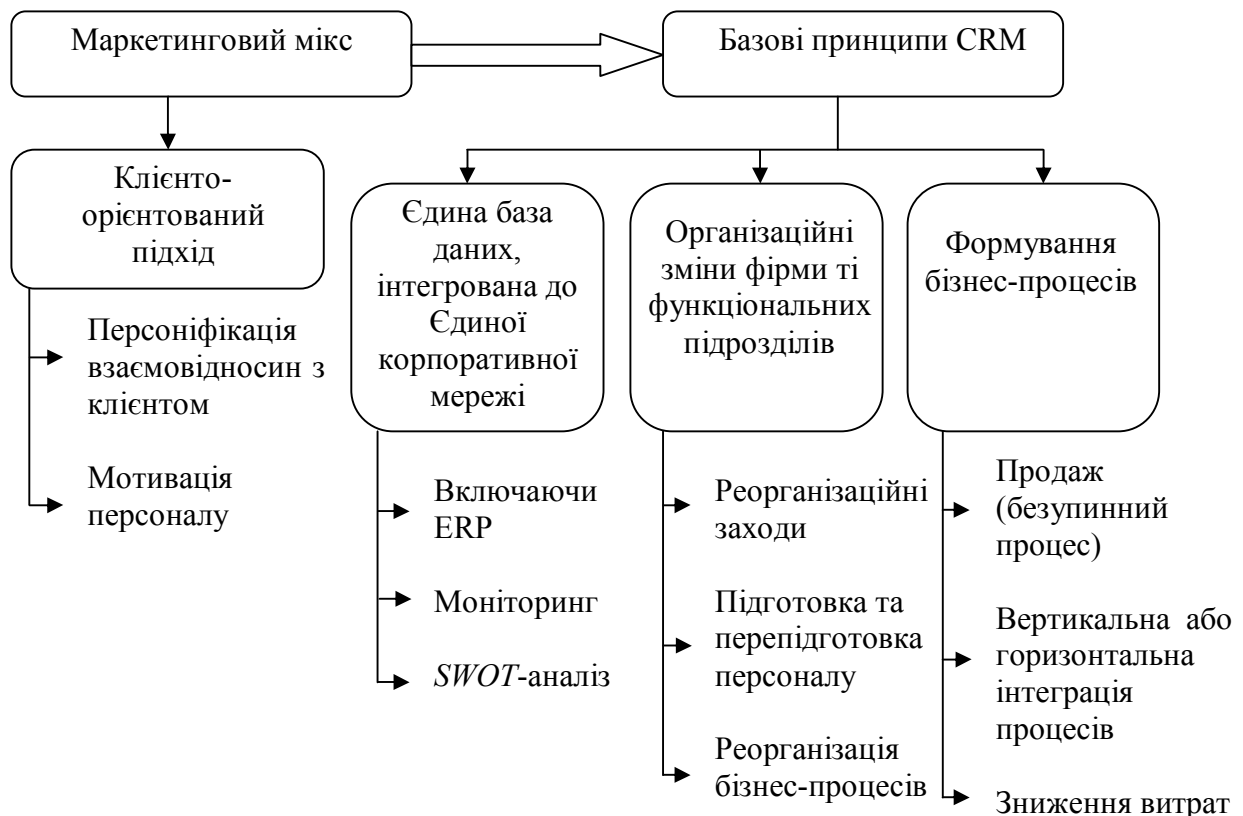 Маркетинговий мікс
Базові принципи CRM
Клієнто-
орієнтований
підхід
Персоніфікація
взаємовідносин з
клієнтом
Мотивація
персоналу
Єдина база
даних,
інтегрована до
Єдиної
корпоративної
мережі
Включаючи
ERP
Моніторинг
SWOT-аналіз
Організаційні
зміни фірми ті
функціональних
підрозділів
Реорганізаційні
заходи
Підготовка та
перепідготовка
персоналу
Реорганізація
бізнес-процесів
Формування
бізнес-процесів
Продаж
(безупинний
процес)
Вертикальна або
горизонтальна
інтеграція
процесів
Зниження витрат